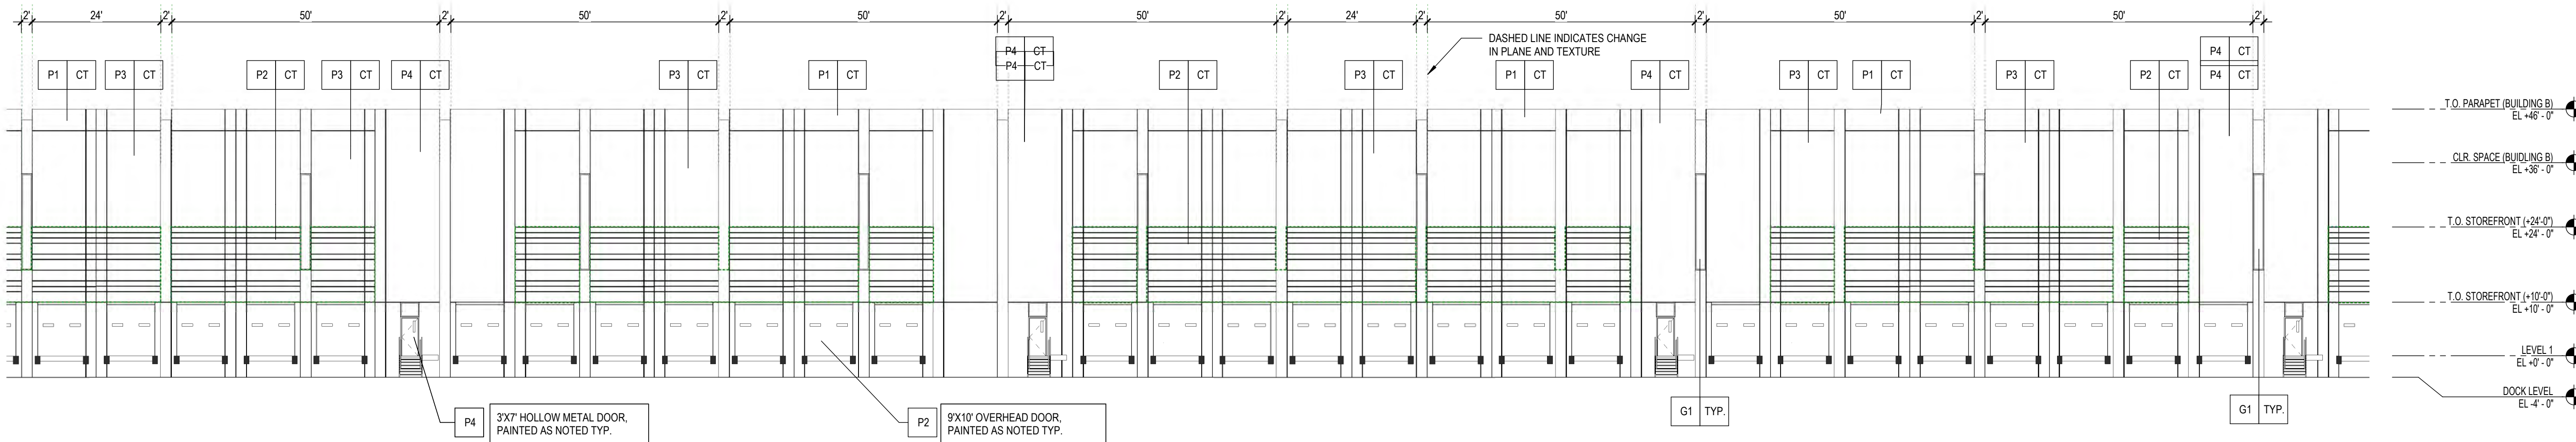 2' 24' 2' 50' 2' 50' 2' 50' 2' 50' 2' 24' 2' 50' 2' 50' 2' 50' 2'
DASHED LINE INDICATES CHANGE
IN PLANE AND TEXTURE
P4 CT
P4 CT
P4 CT
P4 CT
P1 CT
P3 CT
P2 CT
P3 CT
P4 CT
P3 CT
P1 CT
P2 CT
P3 CT
P1 CT
P4 CT
P3 CT
P1 CT
P3 CT
P2 CT
T.O. PARAPET (BUILDING B)
EL +46' - 0"
CLR. SPACE (BUIDLING B)
EL +36' - 0"
T.O. STOREFRONT (+24'-0")
EL +24' - 0"
T.O. STOREFRONT (+10'-0")
EL +10' - 0"
LEVEL 1
EL +0' - 0"
DOCK LEVEL
EL -4' - 0"
P4
3'X7' HOLLOW METAL DOOR,
PAINTED AS NOTED TYP.
P2
9'X10' OVERHEAD DOOR,
PAINTED AS NOTED TYP.
G1 TYP.
G1 TYP.